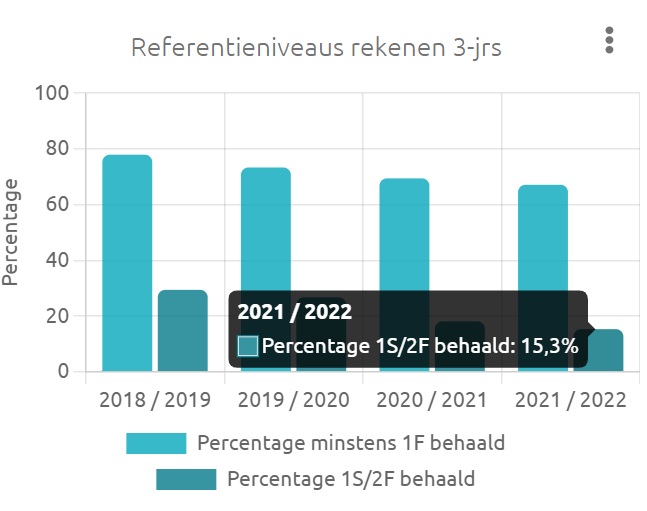 Referentieniveaus rekenen 3-jrs
Percentage
100
80
60
40
20
0
2021 / 2022
Percentage 1S/2F behaald: 15,3%
2018 / 2019 2019 / 2020 2020 / 2021 2021 / 2022
Percentage minstens 1F behaald
Percentage 1S/2F behaald